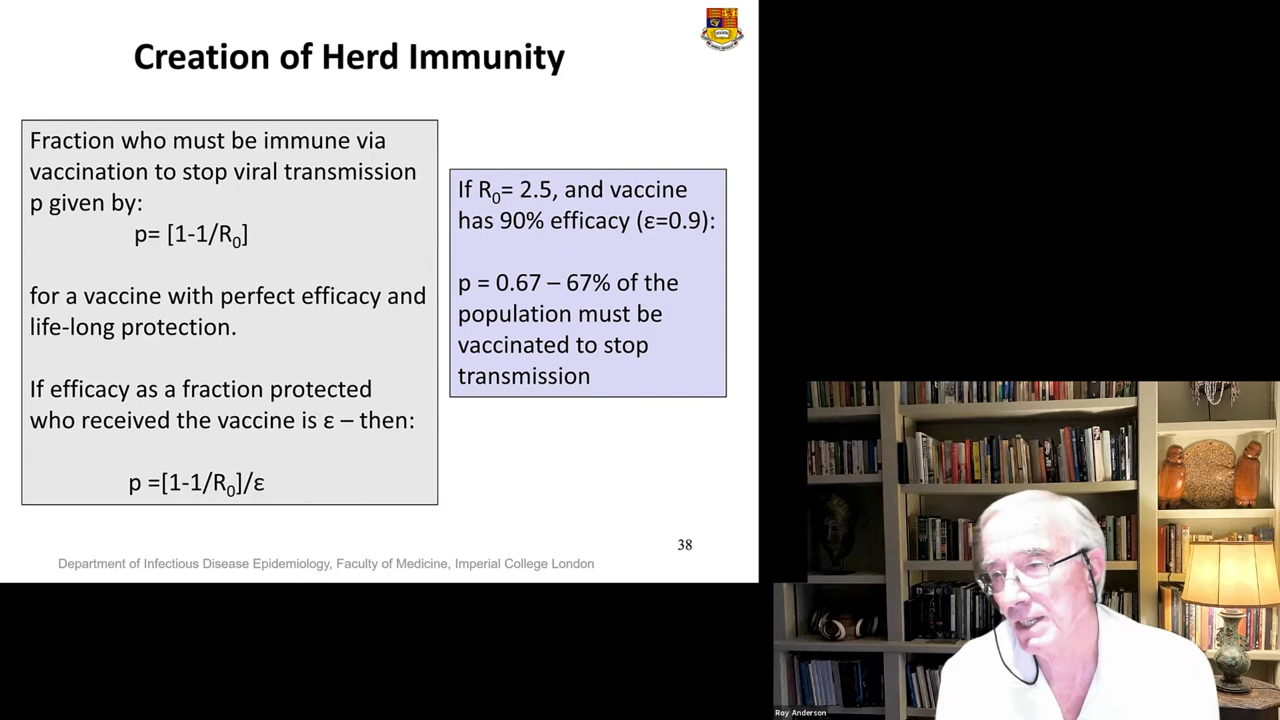 Creation of Herd Immunity
Fraction who must be immune via
vaccination to stop viral transmission
p given by:
p= [1-1/R₀]
for a vaccine with perfect efficacy and
life-long protection.
If efficacy as a fraction protected
who received the vaccine is ε – then:
p =[1-1/R₀]/ε
If R₀= 2.5, and vaccine
has 90% efficacy (ε=0.9):
p = 0.67 – 67% of the
population must be
vaccinated to stop
transmission
38
Department of Infectious Disease Epidemiology, Faculty of Medicine, Imperial College London
Roy Anderson